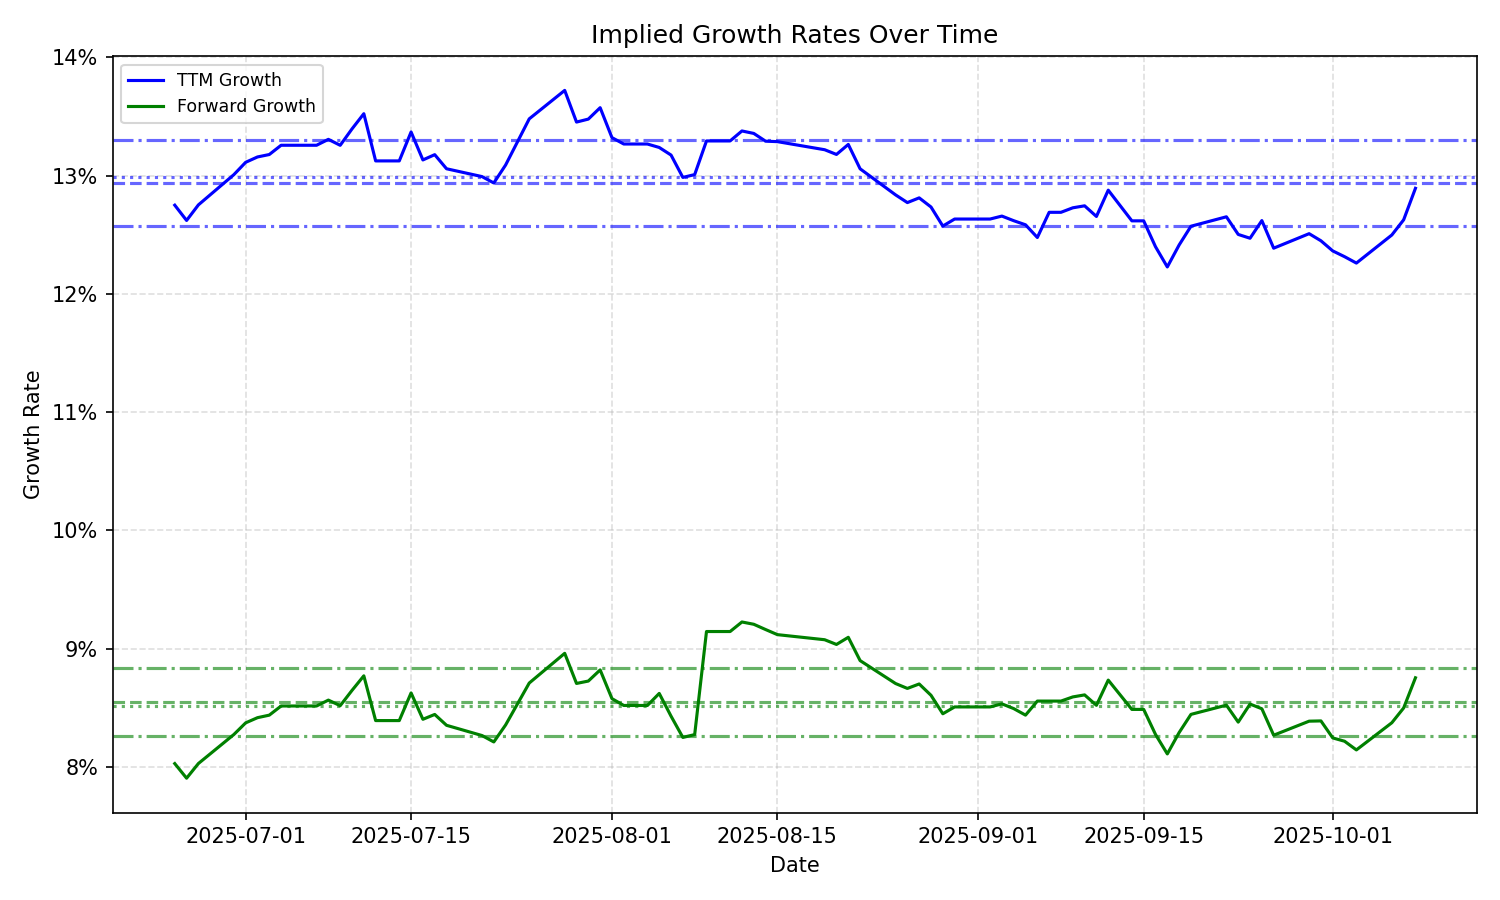 Implied Growth Rates Over Time
TTM Growth
Forward Growth
14%
13%
12%
11%
10%
9%
8%
Growth Rate
2025-07-01
2025-07-15
2025-08-01
2025-08-15
2025-09-01
2025-09-15
2025-10-01
Date